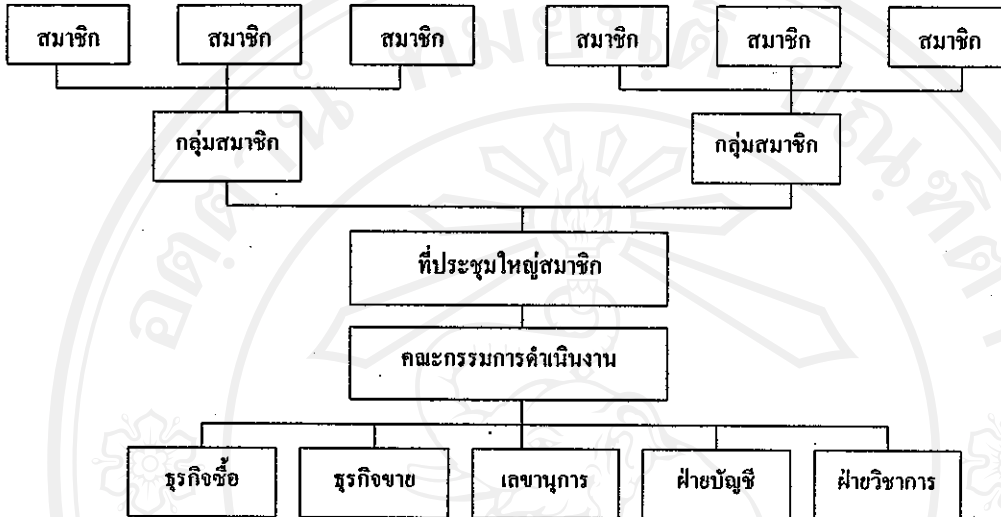 สมาชิก สมาชิก สมาชิก สมาชิก สมาชิก สมาชิก
กลุ่มสมาชิก กลุ่มสมาชิก
ที่ประชุมใหญ่สมาชิก
คณะกรรมการดำเนินงาน
ธุรกิจซื้อ ธุรกิจขาย เลขานุการ ฝ่ายบัญชี ฝ่ายวิชาการ